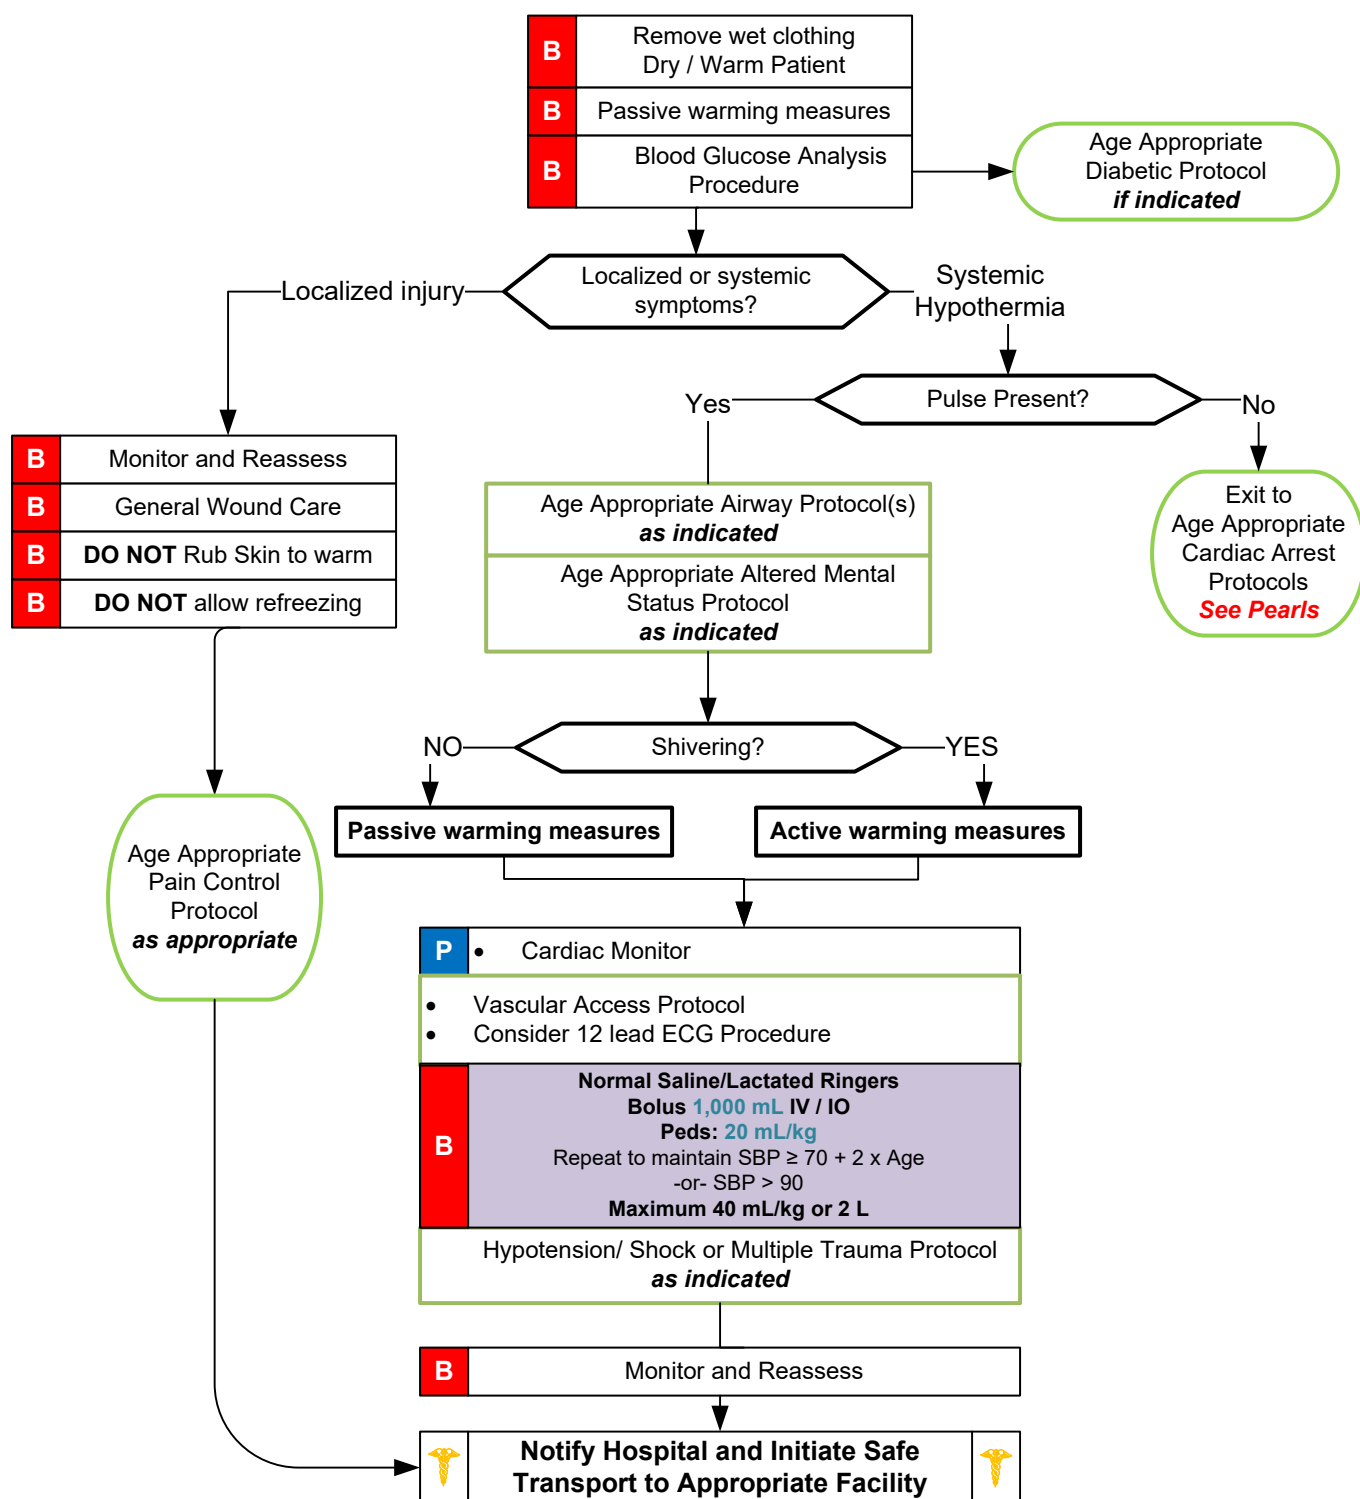 B
Remove wet clothing
Dry / Warm Patient
B
Passive warming measures
B
Blood Glucose Analysis
Procedure
Age Appropriate
Diabetic Protocol
if indicated
Localized or systemic
symptoms?
Localized injury
Systemic
Hypothermia
Pulse Present?
Yes
No
B
Monitor and Reassess
B
General Wound Care
B
DO NOT Rub Skin to warm
B
DO NOT allow refreezing
Age Appropriate Airway Protocol(s)
as indicated
Age Appropriate Altered Mental
Status Protocol
as indicated
Exit to
Age Appropriate
Cardiac Arrest
Protocols
See Pearls
Shivering?
NO
YES
Passive warming measures
Active warming measures
Age Appropriate
Pain Control
Protocol
as appropriate
P
• Cardiac Monitor
• Vascular Access Protocol
• Consider 12 lead ECG Procedure
B
Normal Saline/Lactated Ringers
Bolus 1,000 mL IV / IO
Peds: 20 mL/kg
Repeat to maintain SBP ≥ 70 + 2 x Age
-or- SBP > 90
Maximum 40 mL/kg or 2 L
Hypotension/ Shock or Multiple Trauma Protocol
as indicated
B
Monitor and Reassess
Notify Hospital and Initiate Safe
Transport to Appropriate Facility